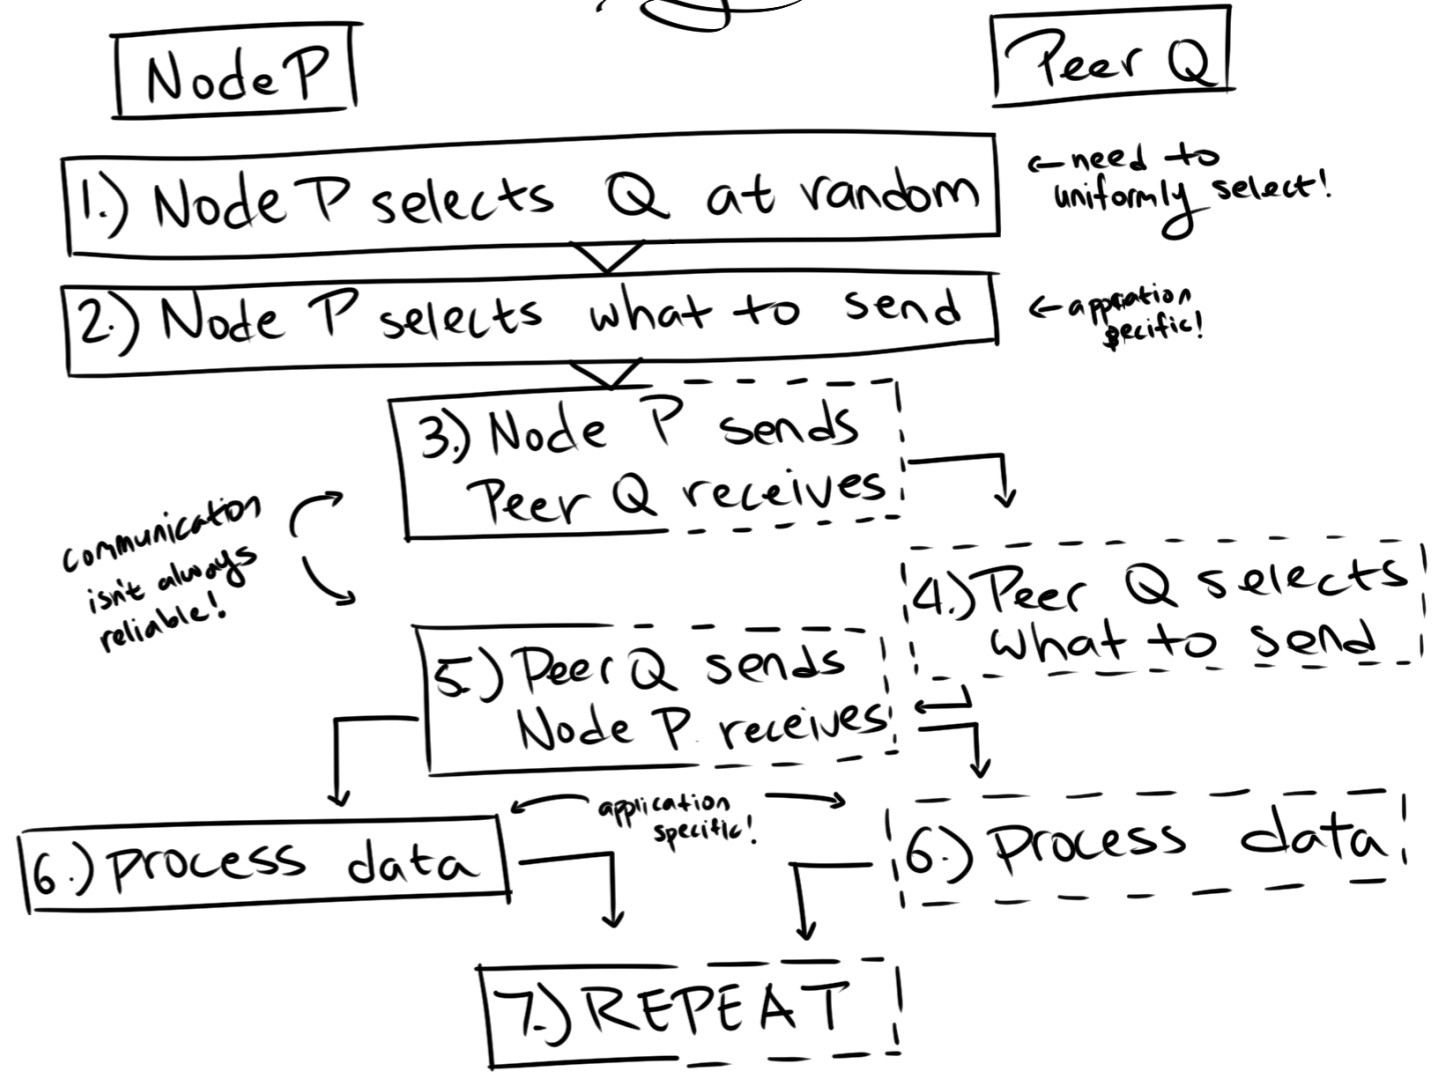 Node P
Peer Q
1.) Node P selects Q at random
←need to
uniformly select!
2.) Node P selects what to send
←appciation
specific!
3.) Node P sends
Peer Q receives
communication
isn't always
reliable!
4.) Peer Q selects
what to send
5.) Peer Q sends
Node P receives
application
specific!
6.) process data
6.) process data
7.) REPEAT